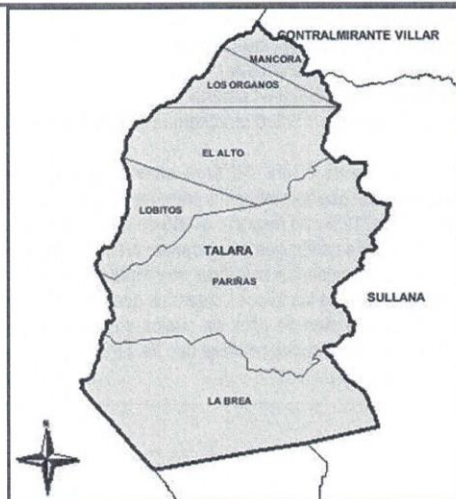 CONTRALMIRANTE VILLAR
MANCORA
LOS ORGANOS
EL ALTO
LOBITOS
TALARA
PARIÑAS
SULLANA
LA BREA
N